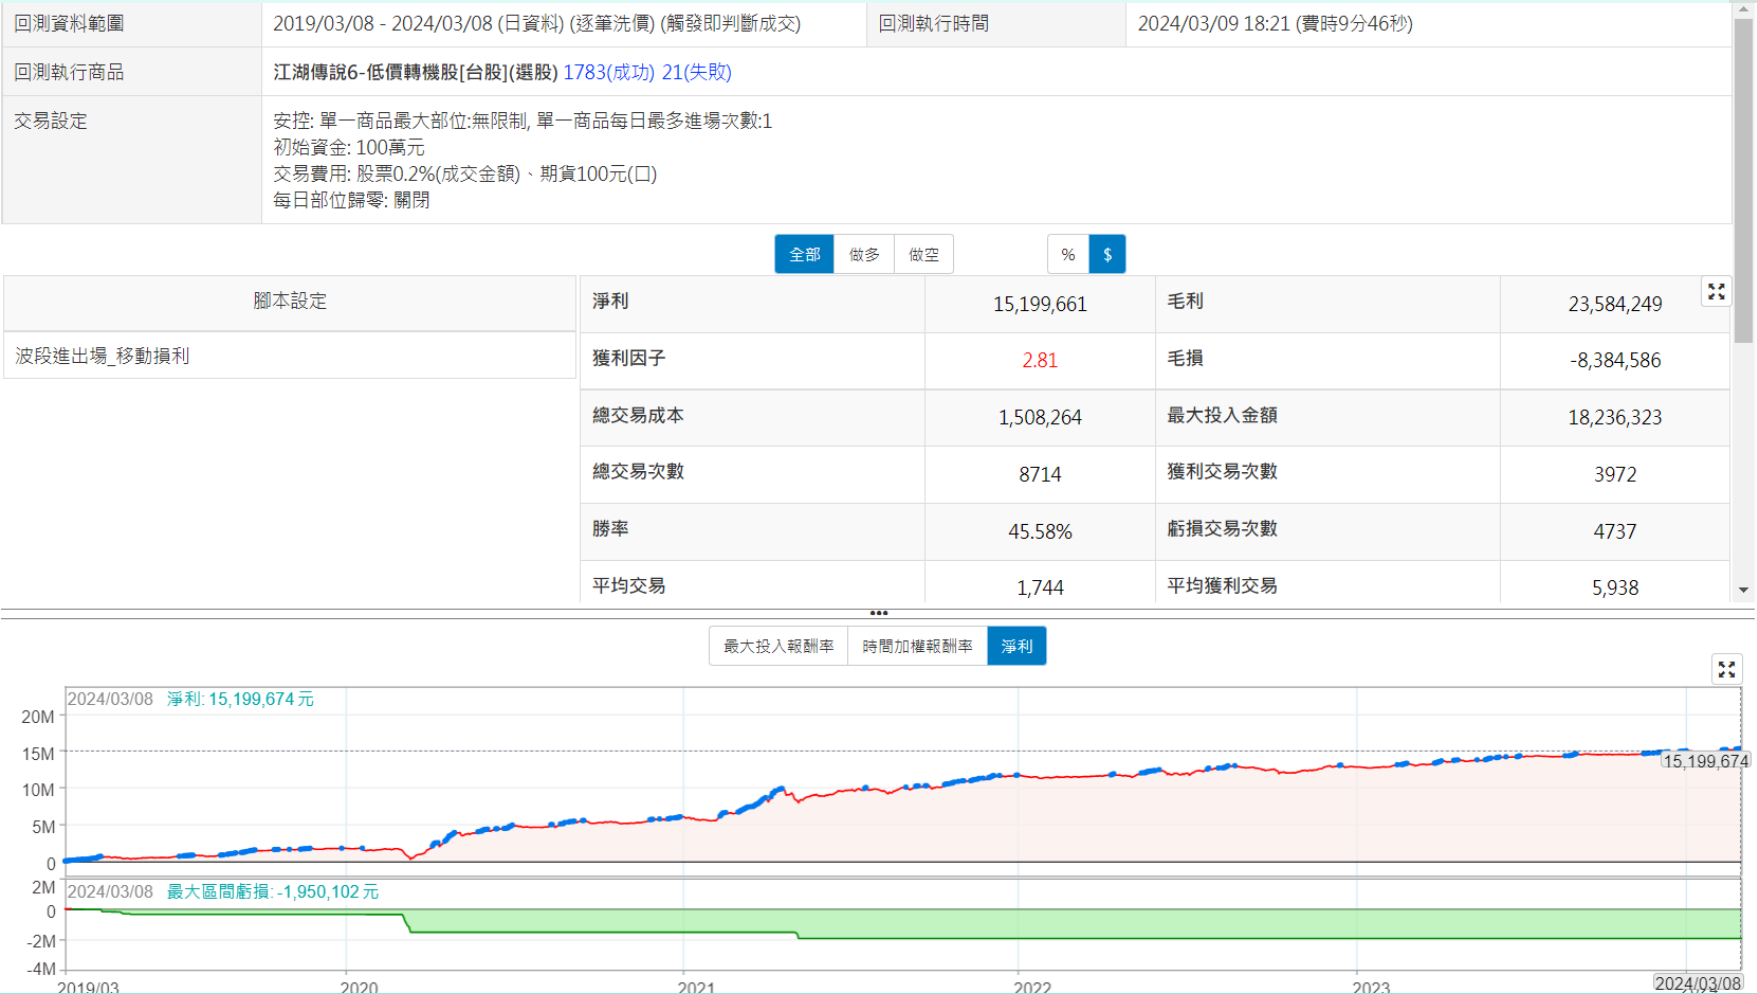 回測資料範圍 2019/03/08 - 2024/03/08 (日資料) (逐筆洗價) (觸發即判斷成交) 回測執行時間 2024/03/09 18:21 (費時9分46秒)
回測執行商品 江湖傳說6-低價轉機股[台股](選股) 1783(成功) 21(失敗)
交易設定 安控: 單一商品最大部位:無限制, 單一商品每日最多進場次數:1
初始資金: 100萬元
交易費用: 股票0.2%(成交金額)、期貨100元(口)
每日部位歸零: 關閉
全部 做多 做空 % $
腳本設定
波段進出場_移動損利
淨利 15,199,661 毛利 23,584,249
獲利因子 2.81 毛損 -8,384,586
總交易成本 1,508,264 最大投入金額 18,236,323
總交易次數 8714 獲利交易次數 3972
勝率 45.58% 虧損交易次數 4737
平均交易 1,744 平均獲利交易 5,938
最大投入報酬率 時間加權報酬率 淨利
2024/03/08 淨利: 15,199,674 元
20M
15M
15,199,674
10M
5M
0
2M
2024/03/08 最大區間虧損: -1,950,102 元
0
-2M
-4M
2019/03 2020 2021 2022 2023 2024/03/08